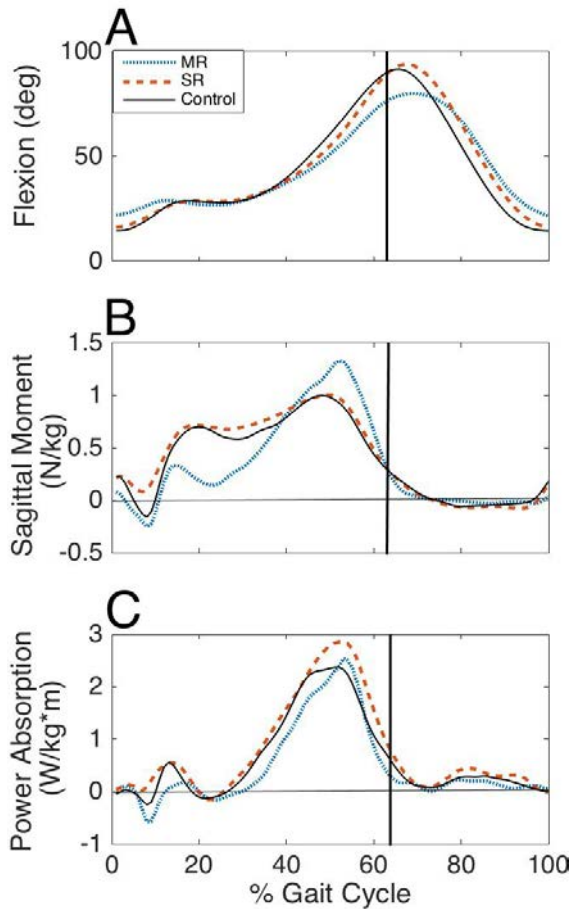 A
100
MR
SR
Control
50
0
Flexion (deg)
B
1.5
1
0.5
0
-0.5
Sagittal Moment
(N/kg)
C
3
2
1
0
-1
Power Absorption
(W/kg*m)
0 20 40 60 80 100
% Gait Cycle